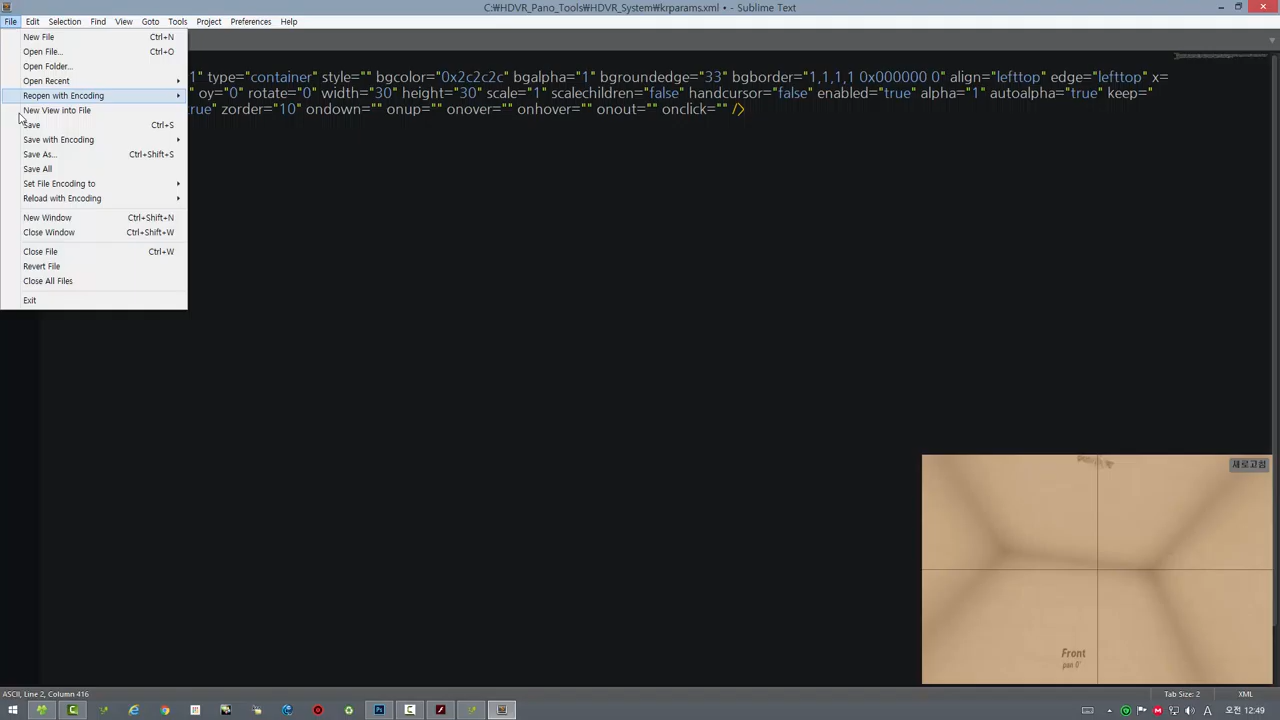 C:\HDVR_Pano_Tools\HDVR_System\krparams.xml • - Sublime Text
File Edit Selection Find View Goto Tools Project Preferences Help
New File Ctrl+N
Open File... Ctrl+O
Open Folder...
Open Recent
Reopen with Encoding
New View into File
Save Ctrl+S
Save with Encoding
Save As... Ctrl+Shift+S
Save All
Set File Encoding to
Reload with Encoding
New Window Ctrl+Shift+N
Close Window Ctrl+Shift+W
Close File Ctrl+W
Revert File
Close All Files
Exit
1" type="container" style="" bgcolor="0x2c2c2c" bgalpha="1" bgroundedge="33" bgborder="1,1,1,1 0x000000 0" align="lefttop" edge="lefttop" x=
oy="0" rotate="0" width="30" height="30" scale="1" scalechildren="false" handcursor="false" enabled="true" alpha="1" autoalpha="true" keep="
rue" zorder="10" ondown="" onup="" onover="" onhover="" onout="" onclick="" />
새로고침
Front
pan 0°
ASCII, Line 2, Column 416
Tab Size: 2
XML
A
오전 12:49